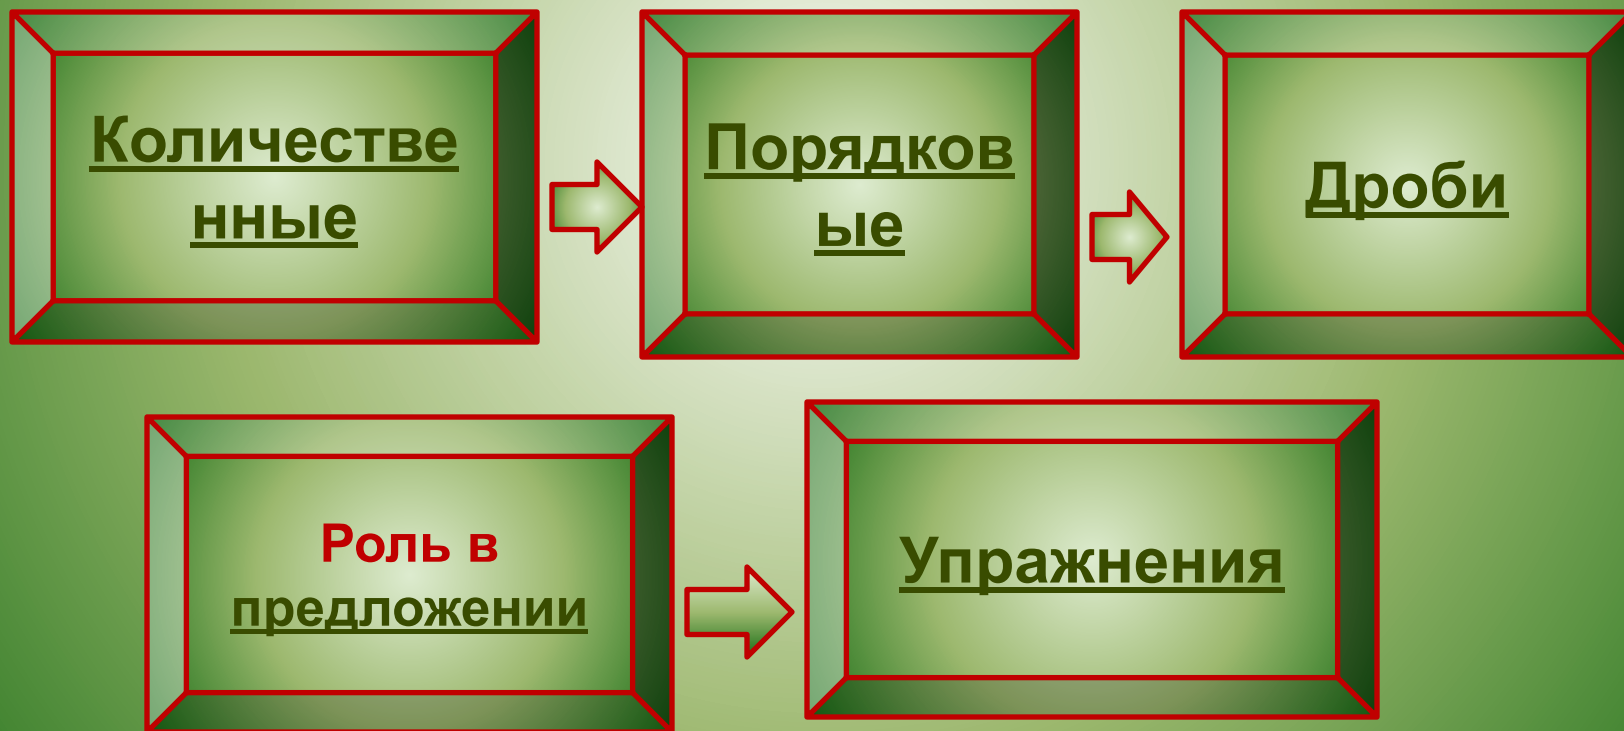 Количестве
нные
Порядков
ые
Дроби
Роль в
предложении
Упражнения